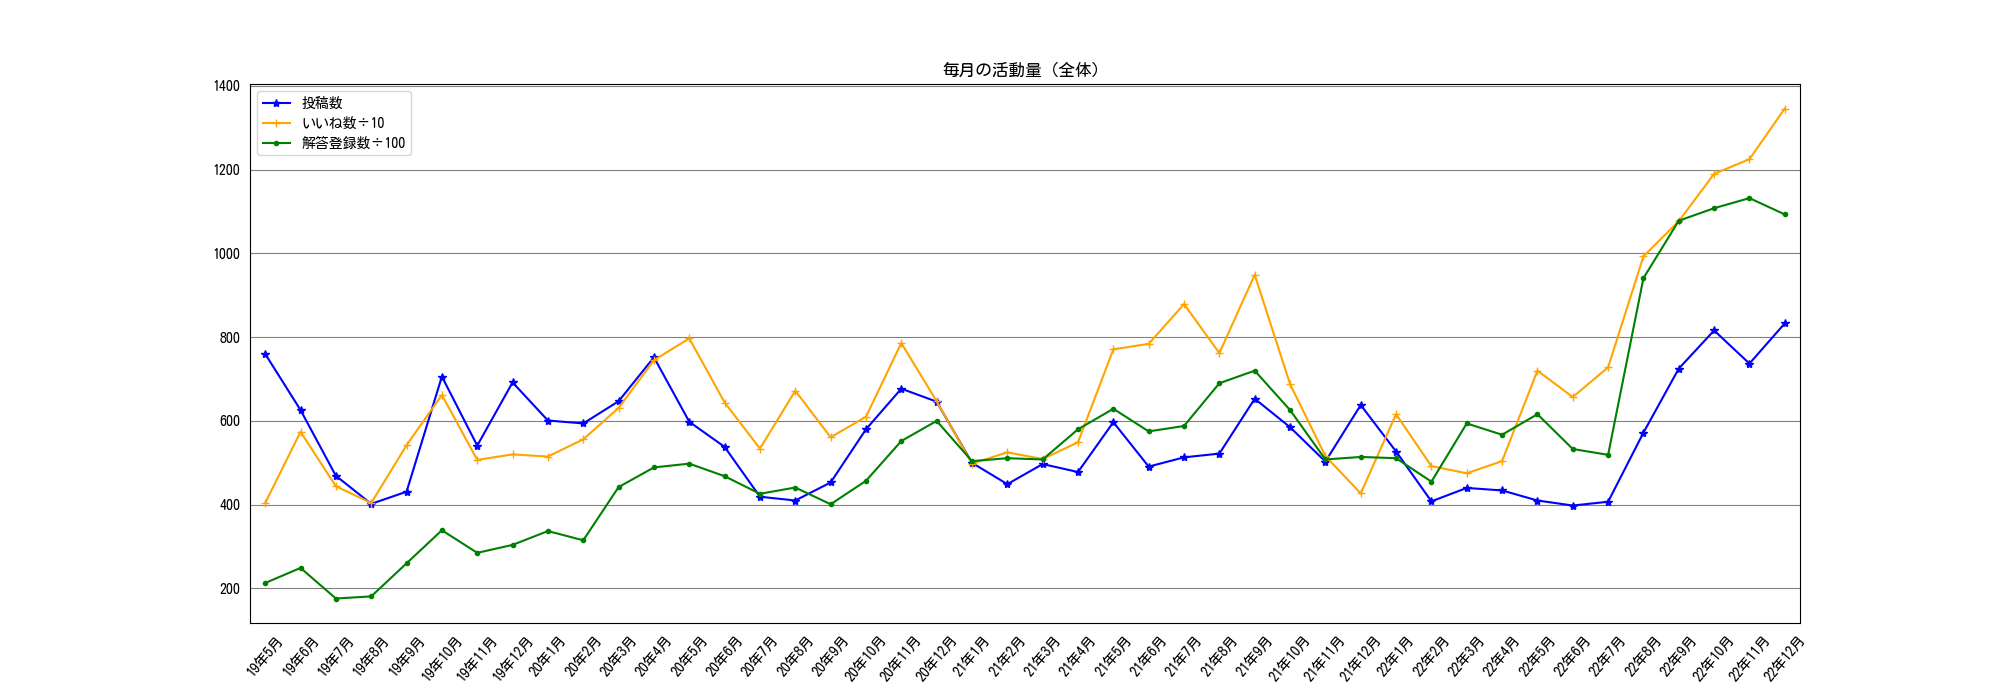 毎月の活動量（全体）
投稿数
いいね数÷10
解答登録数÷100
1400
1200
1000
800
600
400
200
19年5月
19年6月
19年7月
19年8月
19年9月
19年10月
19年11月
19年12月
20年1月
20年2月
20年3月
20年4月
20年5月
20年6月
20年7月
20年8月
20年9月
20年10月
20年11月
20年12月
21年1月
21年2月
21年3月
21年4月
21年5月
21年6月
21年7月
21年8月
21年9月
21年10月
21年11月
21年12月
22年1月
22年2月
22年3月
22年4月
22年5月
22年6月
22年7月
22年8月
22年9月
22年10月
22年11月
22年12月